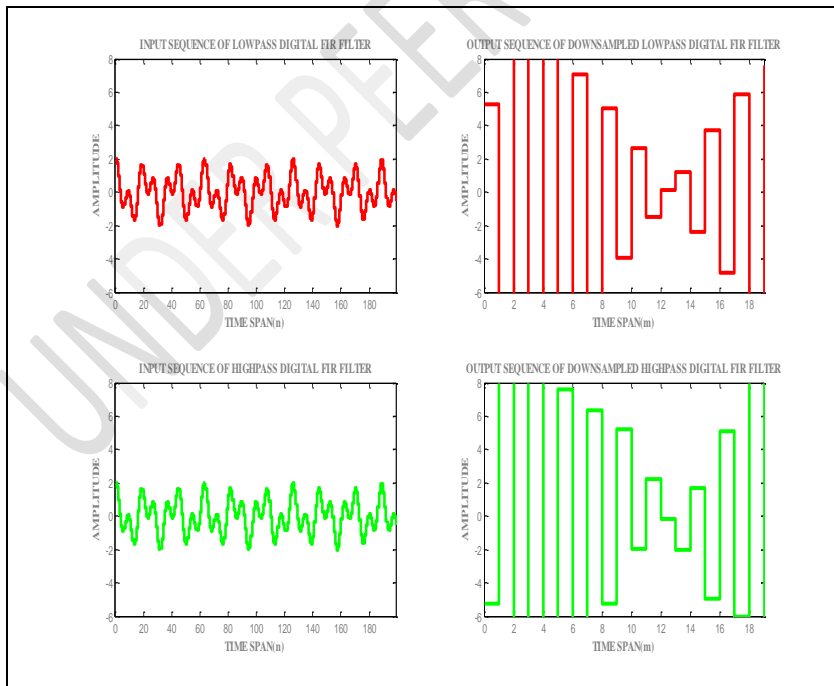 INPUT SEQUENCE OF LOWPASS DIGITAL FIR FILTER
AMPLITUDE
8
6
4
2
0
-2
-4
-6
0 20 40 60 80 100 120 140 160 180
TIME SPAN(n)
OUTPUT SEQUENCE OF DOWNSAMPLED LOWPASS DIGITAL FIR FILTER
AMPLITUDE
8
6
4
2
0
-2
-4
-6
0 2 4 6 8 10 12 14 16 18
TIME SPAN(m)
INPUT SEQUENCE OF HIGHPASS DIGITAL FIR FILTER
AMPLITUDE
8
6
4
2
0
-2
-4
-6
0 20 40 60 80 100 120 140 160 180
TIME SPAN(n)
OUTPUT SEQUENCE OF DOWNSAMPLED HIGHPASS DIGITAL FIR FILTER
AMPLITUDE
8
6
4
2
0
-2
-4
-6
0 2 4 6 8 10 12 14 16 18
TIME SPAN(m)
UNDER PEER